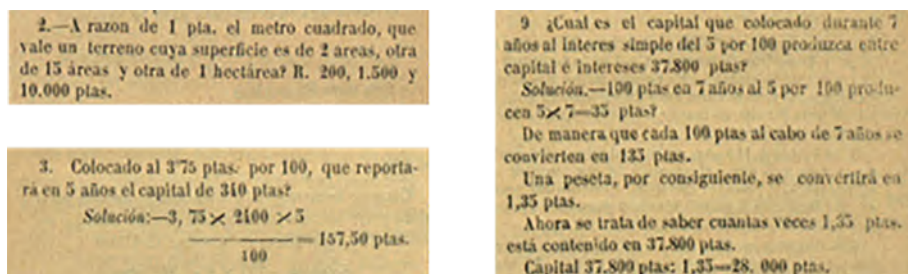 2.—A razon de 1 pta. el metro cuadrado, que
vale un terreno cuya superficie es de 2 areas, otra
de 15 áreas y otra de 1 hectárea? R. 200, 1.500 y
10.000 ptas.
3. Colocado al 3'75 ptas. por 100, que reporta-
rá en 5 años el capital de 840 ptas?
Solución:—3, 75 × 2400 × 5
100
= 157,50 ptas.
9 ¿Cual es el capital que colocado durante 7
años al interes simple del 5 por 100 produzca entre
capital é intereses 37.800 ptas?
Solución.—100 ptas en 7 años al 5 por 100 produ-
cen 5×7=35 ptas?
De manera que cada 100 ptas al cabo de 7 años se
convierten en 135 ptas.
Una peseta, por consiguiente, se convertirá en
1,35 ptas.
Ahora se trata de saber cuantas veces 1,35 ptas.
está contenido en 37.800 ptas.
Capital 37.800 ptas: 1,35=28. 000 ptas.